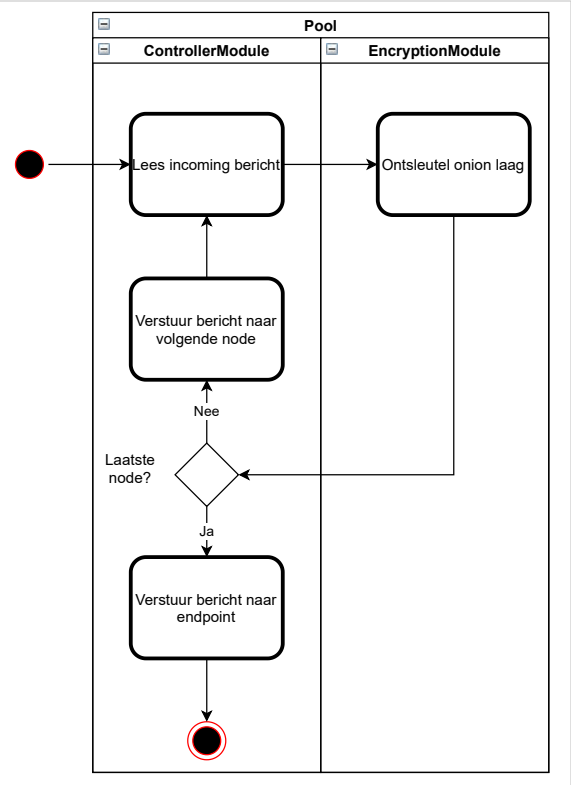 Pool
ControllerModule
EncryptionModule
Lees incoming bericht
Ontsleutel onion laag
Verstuur bericht naar
volgende node
Nee
Laatste
node?
Ja
Verstuur bericht naar
endpoint